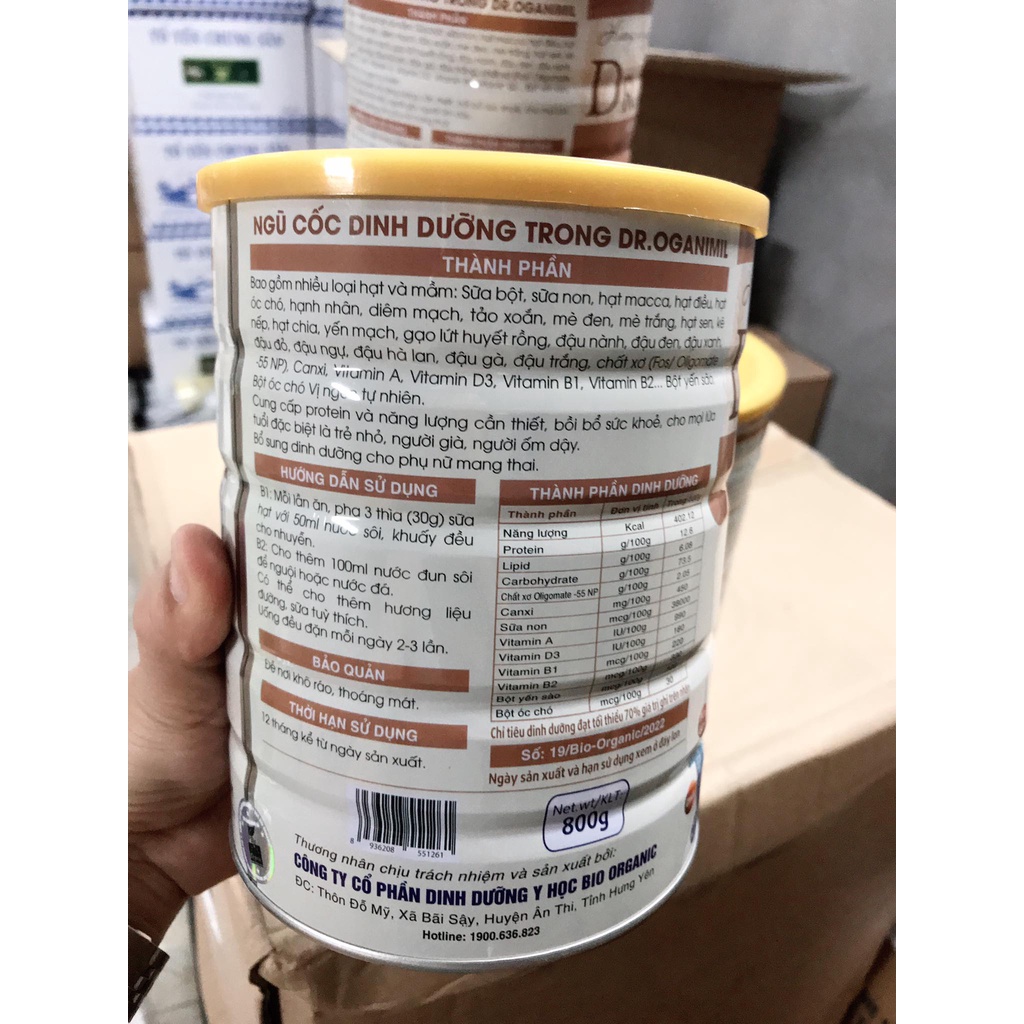 THÀNH PHẦN
NGŨ CỐC DINH DƯỠNG TRONG DR.OGANIMIL
THÀNH PHẦN
Bao gồm nhiều loại hạt và mầm: Sữa bột, sữa non, hạt macca, hạt điều, hạt
óc chó, hạnh nhân, diêm mạch, tảo xoắn, mè đen, mè trắng, hạt sen, kê
nếp, hạt chia, yến mạch, gạo lứt huyết rồng, đậu nành, đậu đen, đậu xanh,
đậu đỏ, đậu ngự, đậu hà lan, đậu gà, đậu trắng, chất xơ (Fos/ Oligomate
-55 NP), Canxi, Vitamin A, Vitamin D3, Vitamin B1, Vitamin B2... Bột yến sào,
Bột óc chó Vị ngọt tự nhiên.
Cung cấp protein và năng lượng cần thiết, bồi bổ sức khoẻ, cho mọi lứa
tuổi đặc biệt là trẻ nhỏ, người già, người ốm dậy.
Bổ sung dinh dưỡng cho phụ nữ mang thai.
HƯỚNG DẪN SỬ DỤNG
B1: Mỗi lần ăn, pha 3 thìa (30g) sữa
hạt với 50ml nước sôi, khuấy đều
cho nhuyễn.
B2: Cho thêm 100ml nước đun sôi
để nguội hoặc nước đá.
Có thể cho thêm hương liệu
đường, sữa tuỳ thích.
Uống đều đặn mỗi ngày 2-3 lần.
BẢO QUẢN
Để nơi khô ráo, thoáng mát.
THỜI HẠN SỬ DỤNG
12 tháng kể từ ngày sản xuất.
THÀNH PHẦN DINH DƯỠNG
Thành phần Đơn vị tính
Năng lượng Kcal 402.12
Protein g/100g 12.6
Lipid g/100g 6.08
Carbohydrate g/100g 73.5
Chất xơ Oligomate -55 NP g/100g 0.05
Canxi mg/100g 450
Sữa non mcg/100g 38000
Vitamin A IU/100g 990
Vitamin D3 IU/100g 180
Vitamin B1 mcg/100g 200
Vitamin B2 mcg/100g
Bột yến sào mcg/100g 30
Bột óc chó mcg/100g
Chỉ tiêu dinh dưỡng đạt tối thiểu 70% giá trị ghi trên nhãn
Số: 19/Bio-Organic/2022
Ngày sản xuất và hạn sử dụng xem ở đáy lon
8 936208 551261
Net.wt/KLT:
800g
Thương nhân chịu trách nhiệm và sản xuất bởi:
CÔNG TY CỔ PHẦN DINH DƯỠNG Y HỌC BIO ORGANIC
ĐC: Thôn Đỗ Mỹ, Xã Bãi Sậy, Huyện Ân Thi, Tỉnh Hưng Yên
Hotline: 1900.636.823